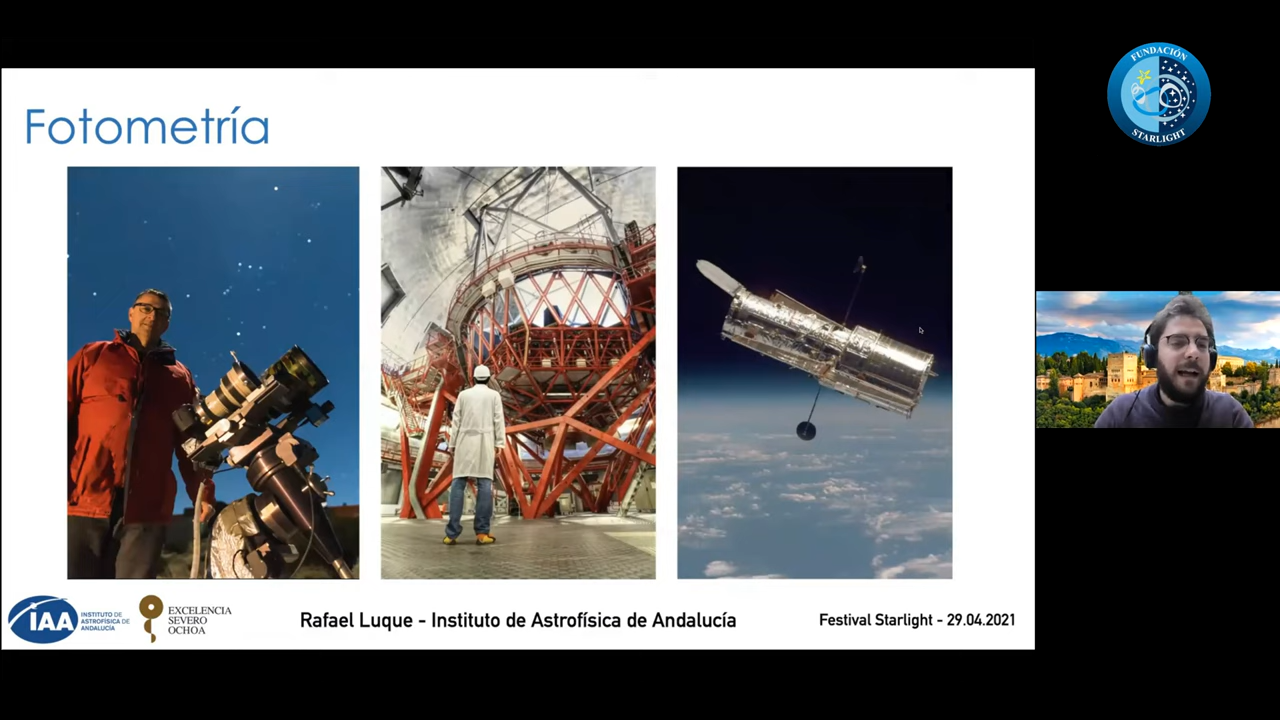 Fotometría
FUNDACIÓN
STARLIGHT
IAA
INSTITUTO DE
ASTROFÍSICA DE
ANDALUCÍA
EXCELENCIA
SEVERO
OCHOA
Rafael Luque - Instituto de Astrofísica de Andalucía
Festival Starlight - 29.04.2021